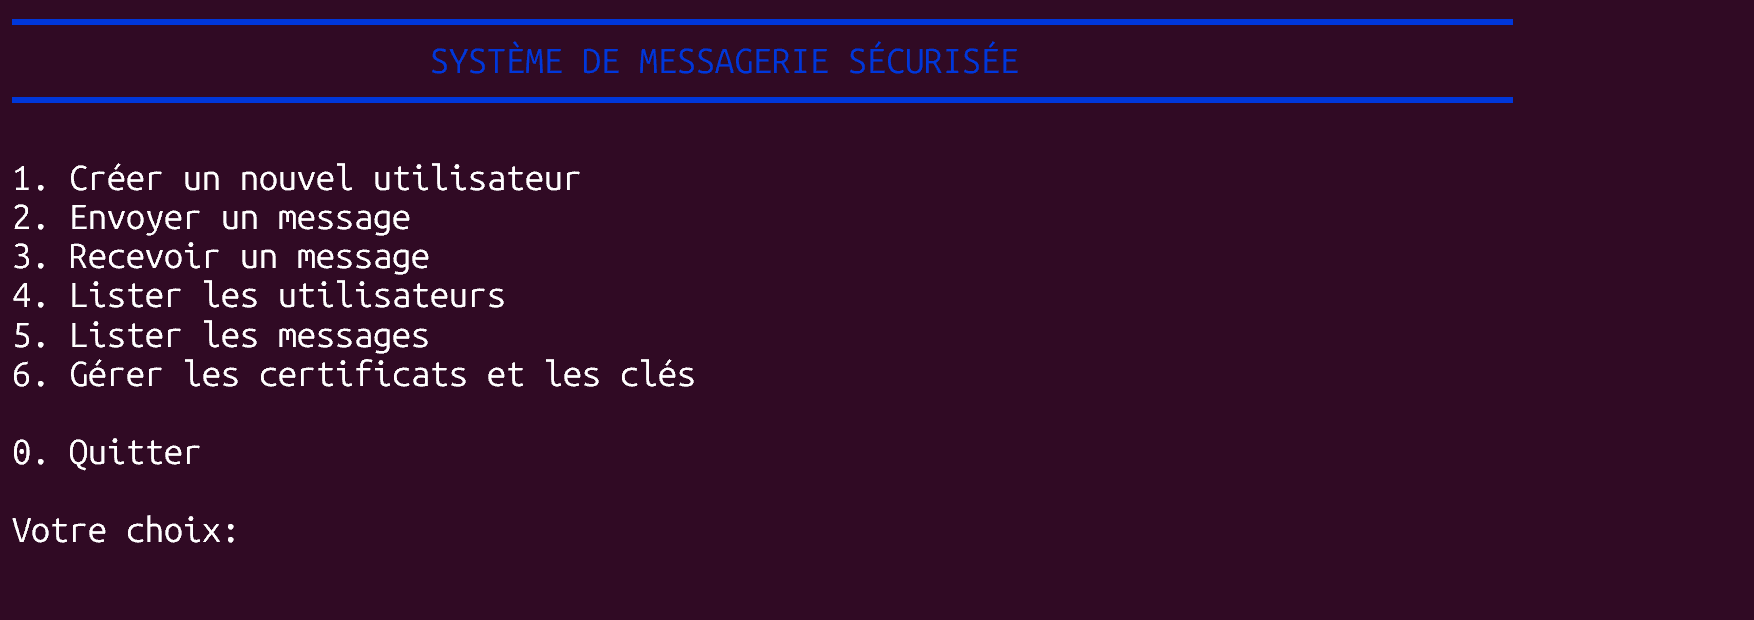 SYSTÈME DE MESSAGERIE SÉCURISÉE
1. Créer un nouvel utilisateur
2. Envoyer un message
3. Recevoir un message
4. Lister les utilisateurs
5. Lister les messages
6. Gérer les certificats et les clés
0. Quitter
Votre choix: